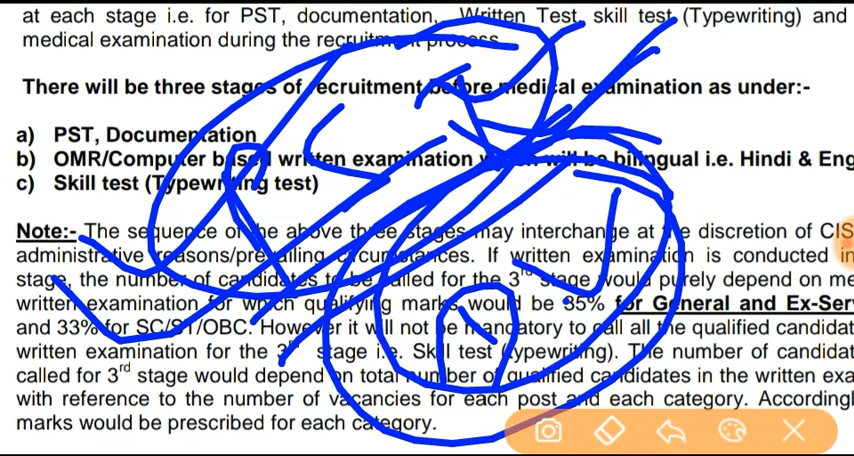 at each stage i.e. for PST, documentation, Written Test, skill test (Typewriting) and
medical examination during the recruitment process.
There will be three stages of recruitment before medical examination as under:-
a) PST, Documentation
b) OMR/Computer based written examination which will be bilingual i.e. Hindi & Eng
c) Skill test (Typewriting test)
Note:- The sequence of the above three stages may interchange at the discretion of CIS
administrative reasons/prevailing circumstances. If written examination is conducted in
stage, the number of candidates to be called for the 3rd stage would purely depend on me
written examination for which qualifying marks would be 35% for General and Ex-Ser
and 33% for SC/ST/OBC. However it will not be mandatory to call all the qualified candidat
written examination for the 3rd stage i.e. Skill test (Typewriting). The number of candidat
called for 3rd stage would depend on total number of qualified candidates in the written exa
with reference to the number of vacancies for each post and each category. Accordingl
marks would be prescribed for each category.